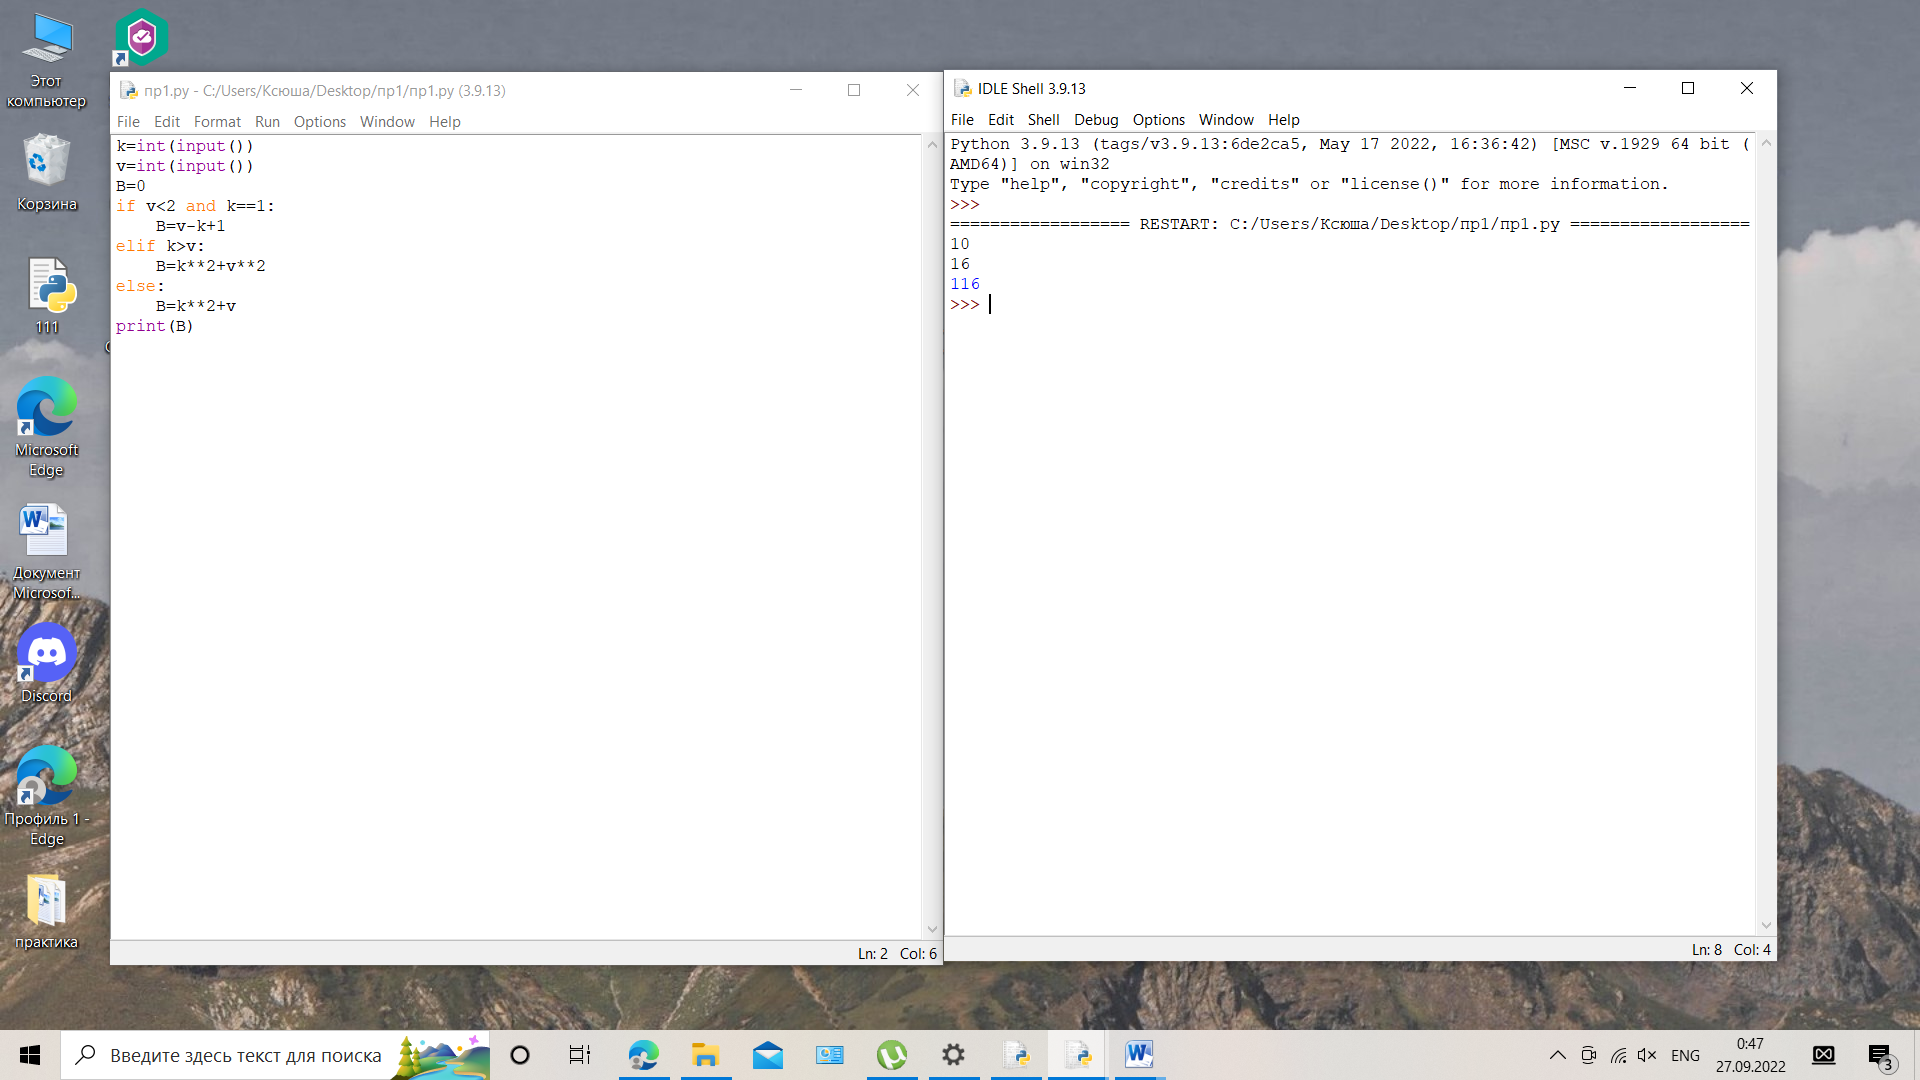 Этот
компьютер
Корзина
111
Microsoft
Edge
Документ
Microsof...
Discord
Профиль 1 -
Edge
практика
пр1.py - C:/Users/Ксюша/Desktop/пр1/пр1.py (3.9.13)
File Edit Format Run Options Window Help
k=int(input())
v=int(input())
B=0
if v<2 and k==1:
    B=v-k+1
elif k>v:
    B=k**2+v**2
else:
    B=k**2+v
print(B)
Ln: 2 Col: 6
IDLE Shell 3.9.13
File Edit Shell Debug Options Window Help
Python 3.9.13 (tags/v3.9.13:6de2ca5, May 17 2022, 16:36:42) [MSC v.1929 64 bit (
AMD64)] on win32
Type "help", "copyright", "credits" or "license()" for more information.
>>>
================== RESTART: C:/Users/Ксюша/Desktop/пр1/пр1.py ==================
10
16
116
>>>
Ln: 8 Col: 4
Введите здесь текст для поиска
ENG
0:47
27.09.2022
3